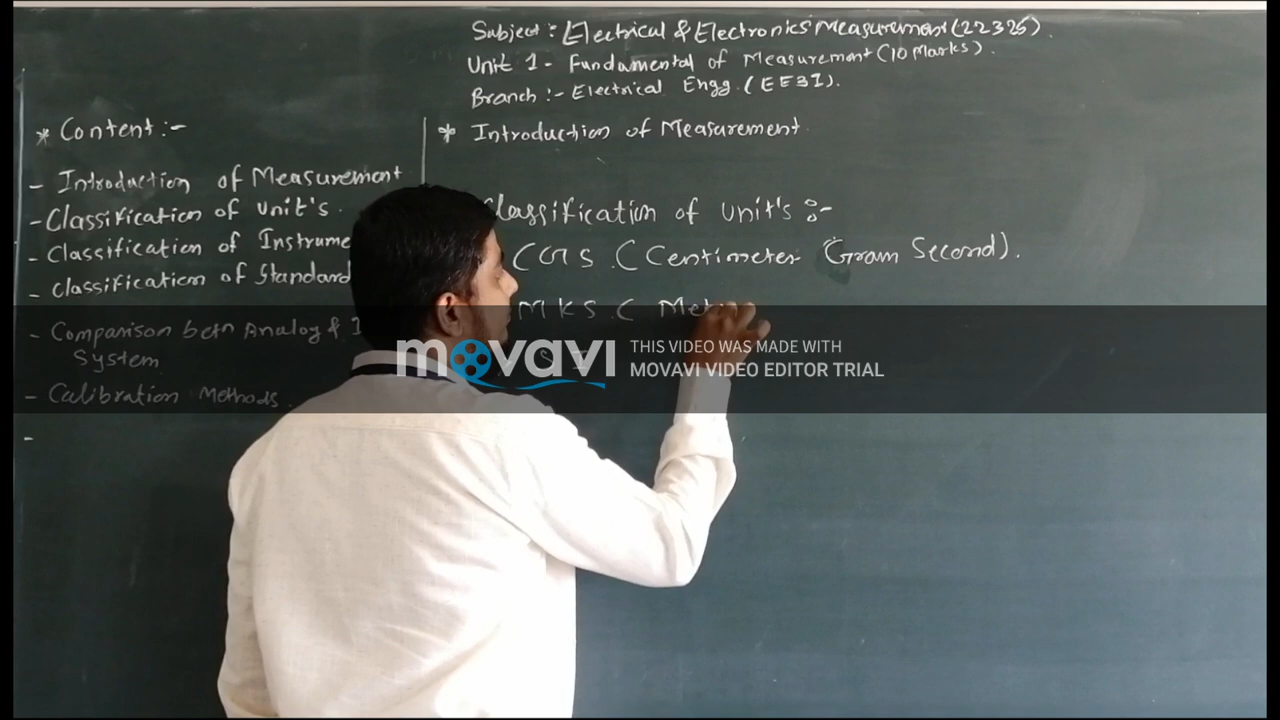 Subject : Electrical & Electronics Measurement (22325).
Unit 1 - Fundamental of Measurement (10 Marks).
Branch :- Electrical Engg. (EE3I).
* Content :-
- Introduction of Measurement
- Classification of unit's.
- Classification of Instrume
- Classification of Standard
- Comparison betn Analog &
System
- Calibration Methods.
-
* Introduction of Measurement
Classification of unit's :-
CGS. (Centimeter Gram Second).
MKS. ( Met
S I
movavi
THIS VIDEO WAS MADE WITH
MOVAVI VIDEO EDITOR TRIAL